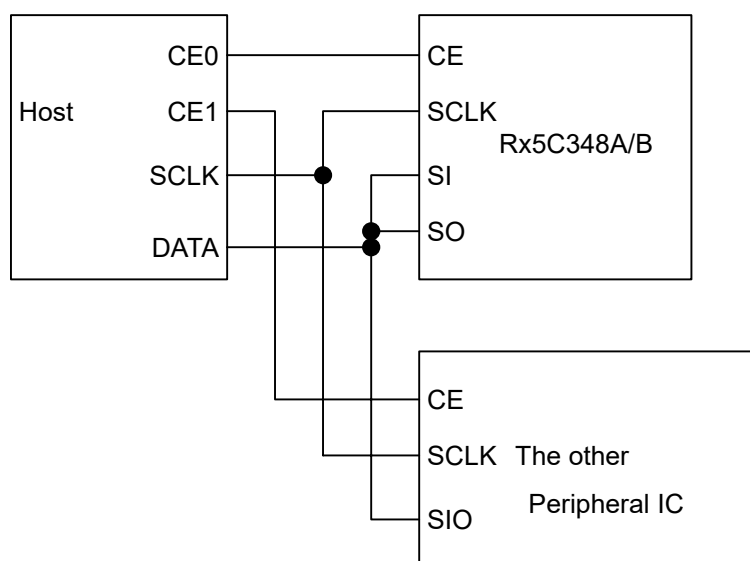 CE0
CE
Host
CE1
SCLK
Rx5C348A/B
SCLK
SI
SO
DATA
CE
SCLK
The other
Peripheral IC
SIO